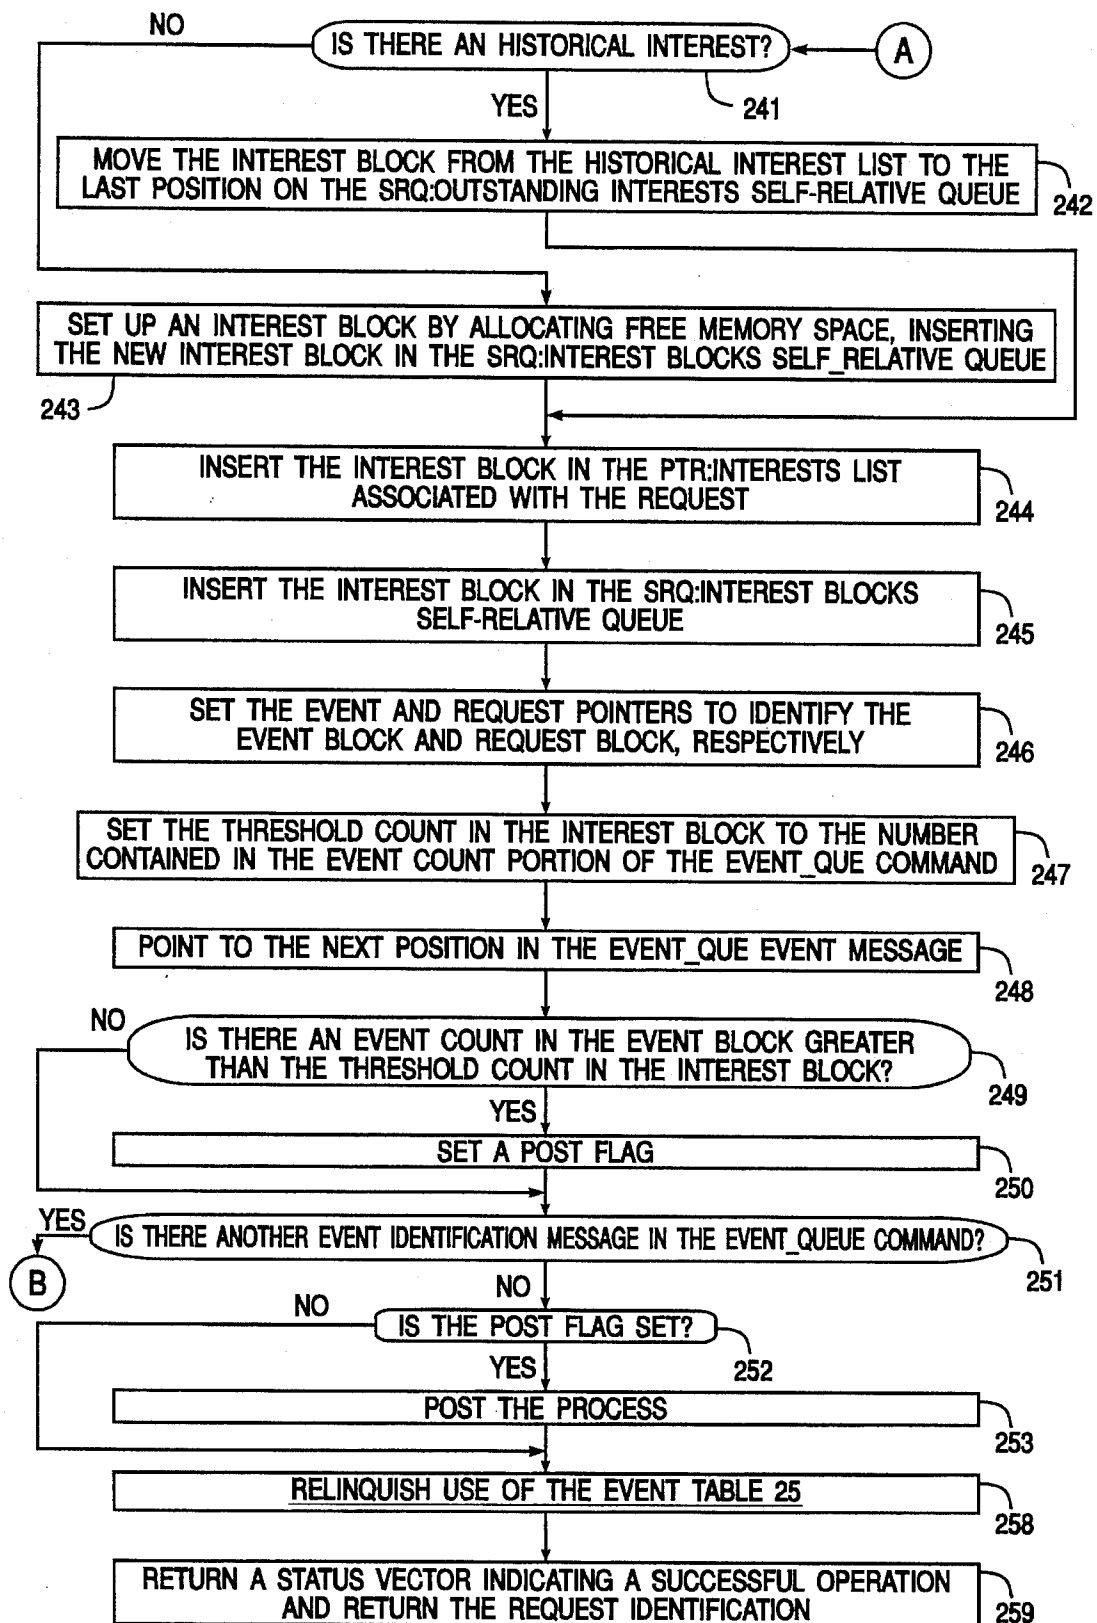 NO
IS THERE AN HISTORICAL INTEREST?
A
YES
241
MOVE THE INTEREST BLOCK FROM THE HISTORICAL INTEREST LIST TO THE
LAST POSITION ON THE SRQ:OUTSTANDING INTERESTS SELF-RELATIVE QUEUE
242
SET UP AN INTEREST BLOCK BY ALLOCATING FREE MEMORY SPACE, INSERTING
THE NEW INTEREST BLOCK IN THE SRQ:INTEREST BLOCKS SELF_RELATIVE QUEUE
243
INSERT THE INTEREST BLOCK IN THE PTR:INTERESTS LIST
ASSOCIATED WITH THE REQUEST
244
INSERT THE INTEREST BLOCK IN THE SRQ:INTEREST BLOCKS
SELF-RELATIVE QUEUE
245
SET THE EVENT AND REQUEST POINTERS TO IDENTIFY THE
EVENT BLOCK AND REQUEST BLOCK, RESPECTIVELY
246
SET THE THRESHOLD COUNT IN THE INTEREST BLOCK TO THE NUMBER
CONTAINED IN THE EVENT COUNT PORTION OF THE EVENT_QUE COMMAND
247
POINT TO THE NEXT POSITION IN THE EVENT_QUE EVENT MESSAGE
248
NO
IS THERE AN EVENT COUNT IN THE EVENT BLOCK GREATER
THAN THE THRESHOLD COUNT IN THE INTEREST BLOCK?
249
YES
SET A POST FLAG
250
YES
IS THERE ANOTHER EVENT IDENTIFICATION MESSAGE IN THE EVENT_QUEUE COMMAND?
251
B
NO
NO
IS THE POST FLAG SET?
252
YES
POST THE PROCESS
253
RELINQUISH USE OF THE EVENT TABLE 25
258
RETURN A STATUS VECTOR INDICATING A SUCCESSFUL OPERATION
AND RETURN THE REQUEST IDENTIFICATION
259